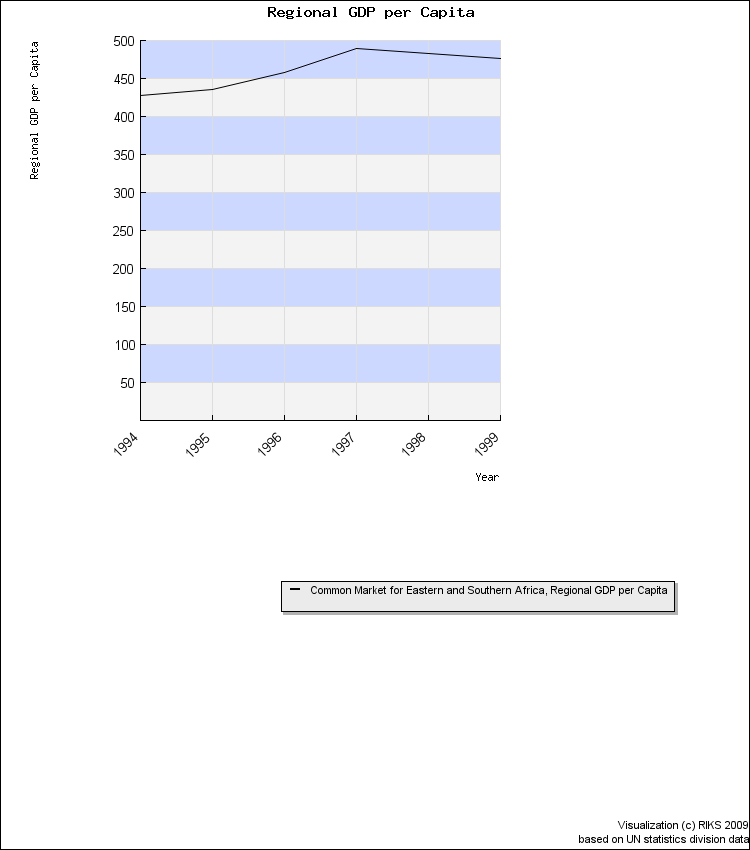 Regional GDP per Capita
Regional GDP per Capita
500
450
400
350
300
250
200
150
100
50
1994
1995
1996
1997
1998
1999
Year
Common Market for Eastern and Southern Africa, Regional GDP per Capita
Visualization (c) RIKS 2009
based on UN statistics division data